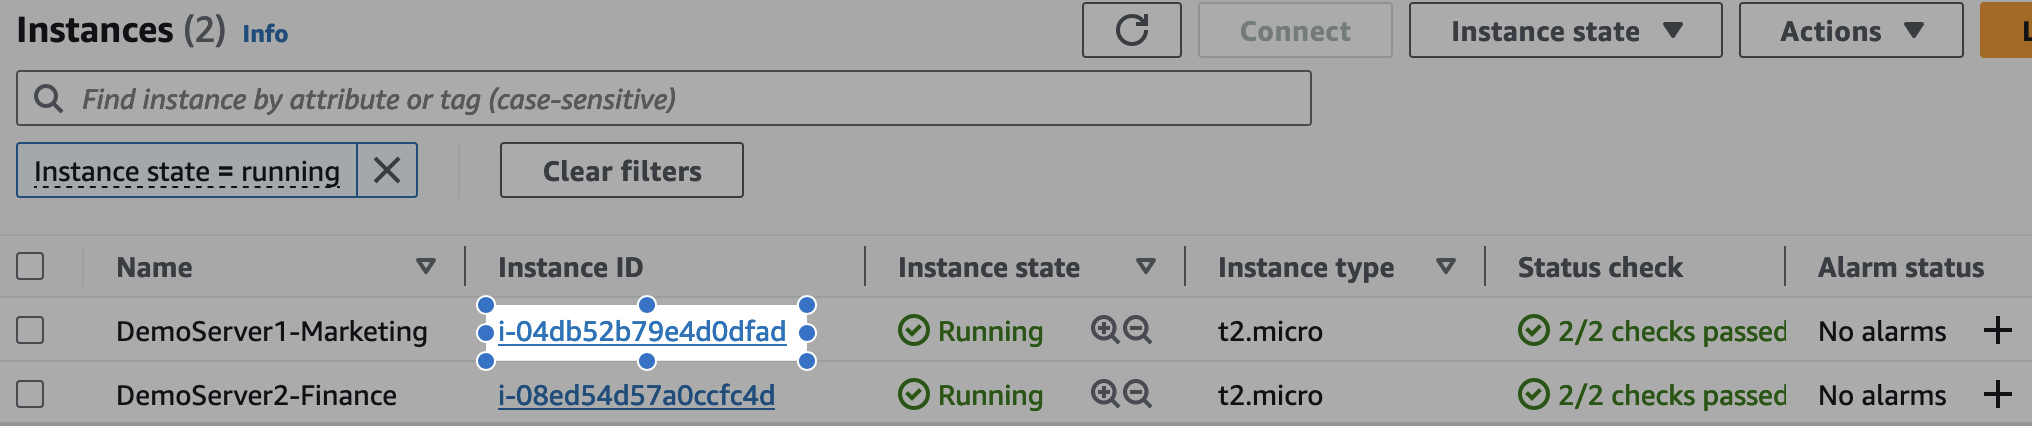 Instances (2) Info
Connect Instance state Actions
Find instance by attribute or tag (case-sensitive)
Instance state = running Clear filters
Name Instance ID Instance state Instance type Status check Alarm status
DemoServer1-Marketing i-04db52b79e4d0dfad Running t2.micro 2/2 checks passed No alarms +
DemoServer2-Finance i-08ed54d57a0ccfc4d Running t2.micro 2/2 checks passed No alarms +